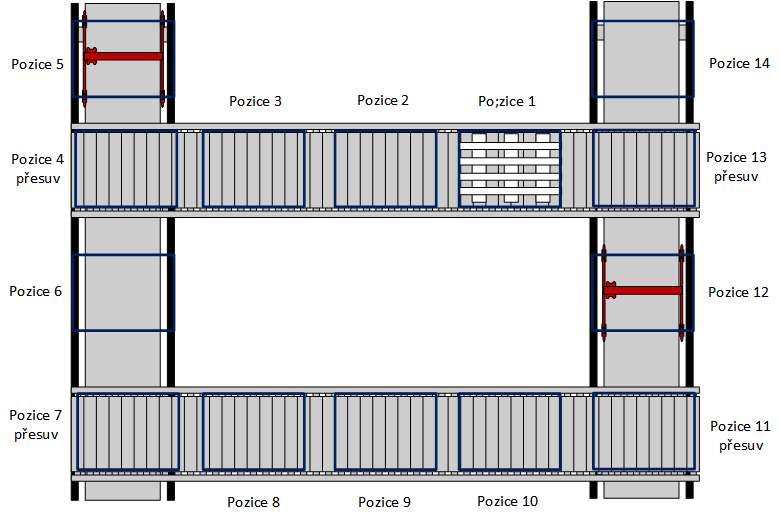 Pozice 5
Pozice 14
Pozice 3
Pozice 2
Po;zice 1
Pozice 4
přesuv
Pozice 13
přesuv
Pozice 6
Pozice 12
Pozice 7
přesuv
Pozice 11
přesuv
Pozice 8
Pozice 9
Pozice 10